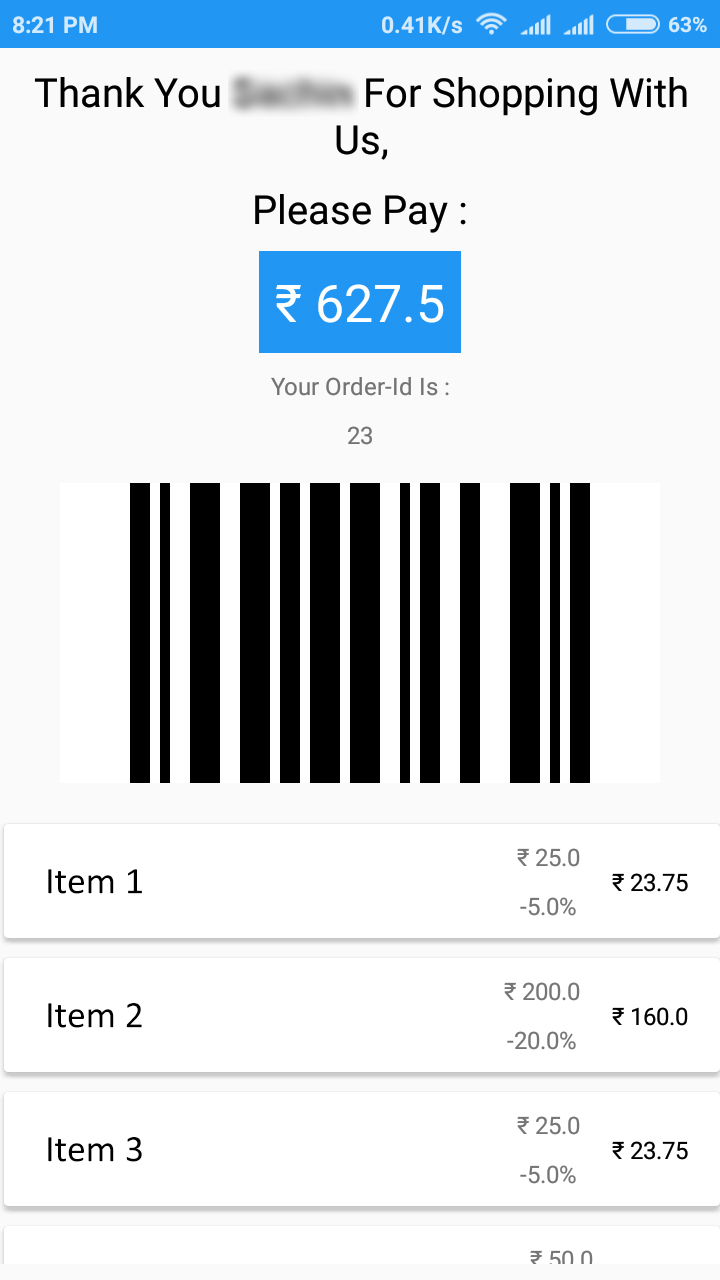 8:21 PM 0.41K/s 63%
Thank You For Shopping With
Us,
Please Pay :
₹ 627.5
Your Order-Id Is :
23
₹ 25.0
Item 1 ₹ 23.75
-5.0%
₹ 200.0
Item 2 ₹ 160.0
-20.0%
₹ 25.0
Item 3 ₹ 23.75
-5.0%
₹ 50.0